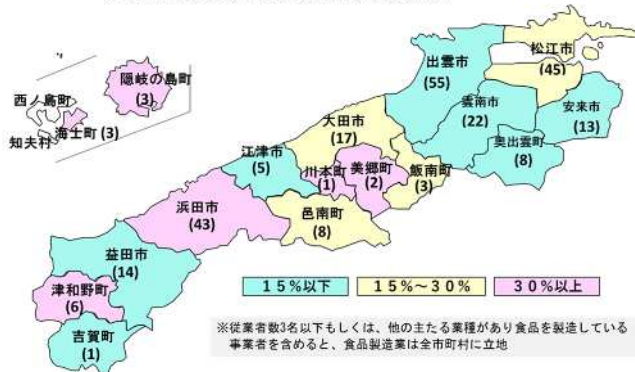 松江市
(45)
出雲市
(55)
隠岐の島町
(3)
西ノ島町
海士町 (3)
知夫村
雲南市
(22)
安来市
(13)
大田市
(17)
奥出雲町
(8)
江津市
(5)
川本町
(1)
美郷町
(2)
飯南町
(3)
浜田市
(43)
邑南町
(8)
益田市
(14)
津和野町
(6)
吉賀町
(1)
15%以下
15%~30%
30%以上
※従業者数3名以下もしくは、他の主たる業種があり食品を製造している
事業者を含めると、食品製造業は全市町村に立地